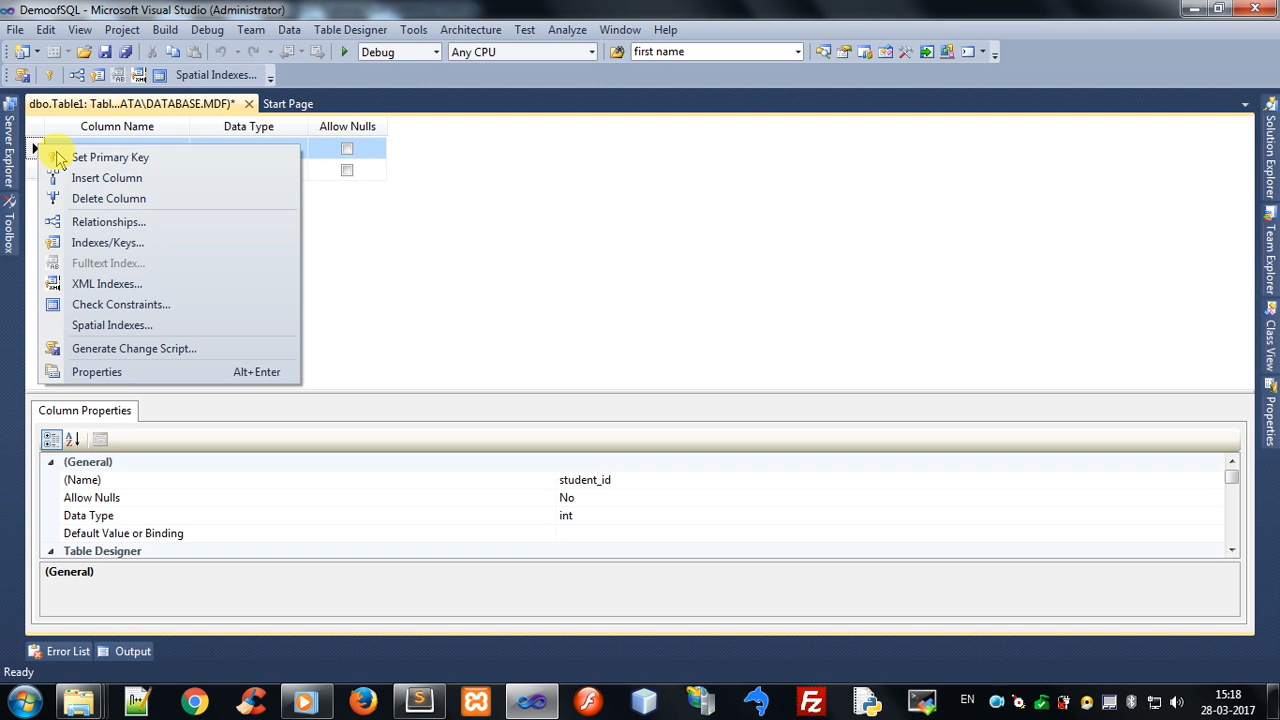 DemoofSQL - Microsoft Visual Studio (Administrator)
File Edit View Project Build Debug Team Data Table Designer Tools Architecture Test Analyze Window Help
Debug Any CPU first name
Spatial Indexes...
dbo.Table1: Tabl...ATA\DATABASE.MDF)* Start Page
Column Name Data Type Allow Nulls
Set Primary Key
Insert Column
Delete Column
Relationships...
Indexes/Keys...
Fulltext Index...
XML Indexes...
Check Constraints...
Spatial Indexes...
Generate Change Script...
Properties Alt+Enter
Server Explorer
Toolbox
Solution Explorer
Team Explorer
Class View
Properties
Column Properties
(General)
(Name) student_id
Allow Nulls No
Data Type int
Default Value or Binding
Table Designer
(General)
Error List Output
Ready
EN
15:18
28-03-2017